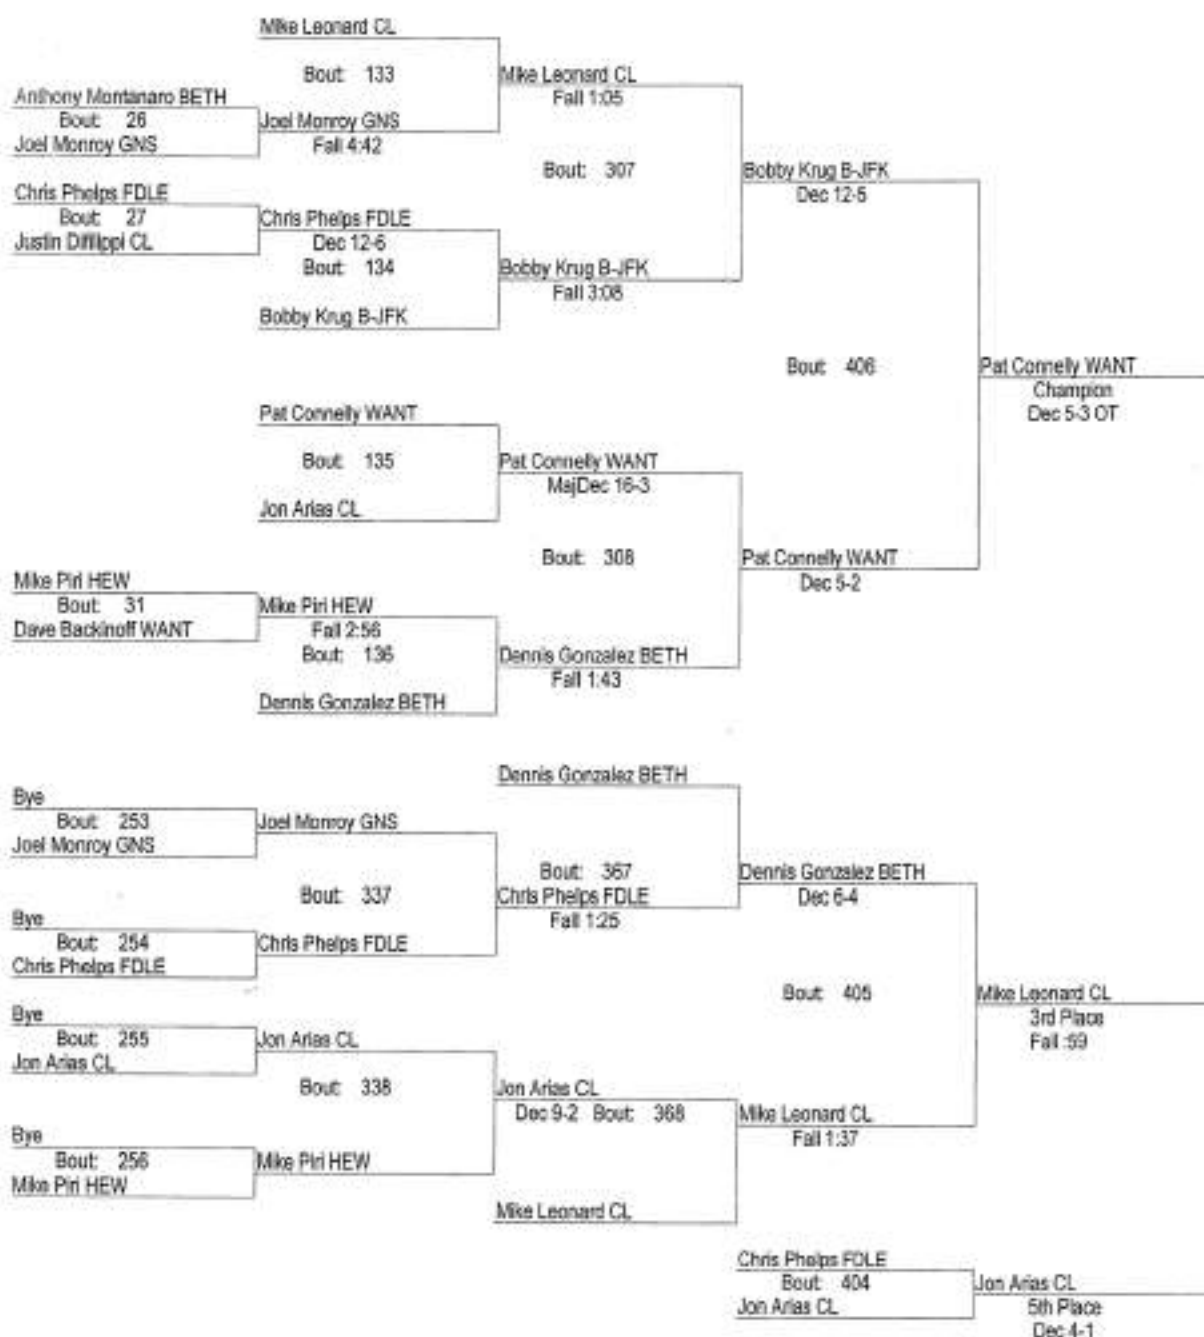 Mike Leonard CL
Bout: 133
Mike Leonard CL
Fall 1:05
Anthony Montanaro BETH
Bout: 26
Joel Monroy GNS
Joel Monroy GNS
Fall 4:42
Bout: 307
Bobby Krug B-JFK
Dec 12-5
Chris Phelps FDLE
Bout: 27
Justin Difilippi CL
Chris Phelps FDLE
Dec 12-6
Bout: 134
Bobby Krug B-JFK
Fall 3:08
Bobby Krug B-JFK
Bout: 406
Pat Connelly WANT
Champion
Dec 5-3 OT
Pat Connelly WANT
Bout: 135
Pat Connelly WANT
MajDec 16-3
Jon Arias CL
Bout: 308
Pat Connelly WANT
Dec 5-2
Mike Piri HEW
Bout: 31
Dave Backinoff WANT
Mike Piri HEW
Fall 2:56
Bout: 136
Dennis Gonzalez BETH
Fall 1:43
Dennis Gonzalez BETH
Dennis Gonzalez BETH
Bye
Bout: 253
Joel Monroy GNS
Joel Monroy GNS
Bout: 367
Dennis Gonzalez BETH
Dec 6-4
Bout: 337
Chris Phelps FDLE
Fall 1:25
Bye
Bout: 254
Chris Phelps FDLE
Chris Phelps FDLE
Bout: 405
Mike Leonard CL
3rd Place
Fall :59
Bye
Bout: 255
Jon Arias CL
Jon Arias CL
Bout: 338
Jon Arias CL
Dec 9-2 Bout: 368
Mike Leonard CL
Fall 1:37
Bye
Bout: 256
Mike Piri HEW
Mike Piri HEW
Mike Leonard CL
Chris Phelps FDLE
Bout: 404
Jon Arias CL
Jon Arias CL
5th Place
Dec 4-1